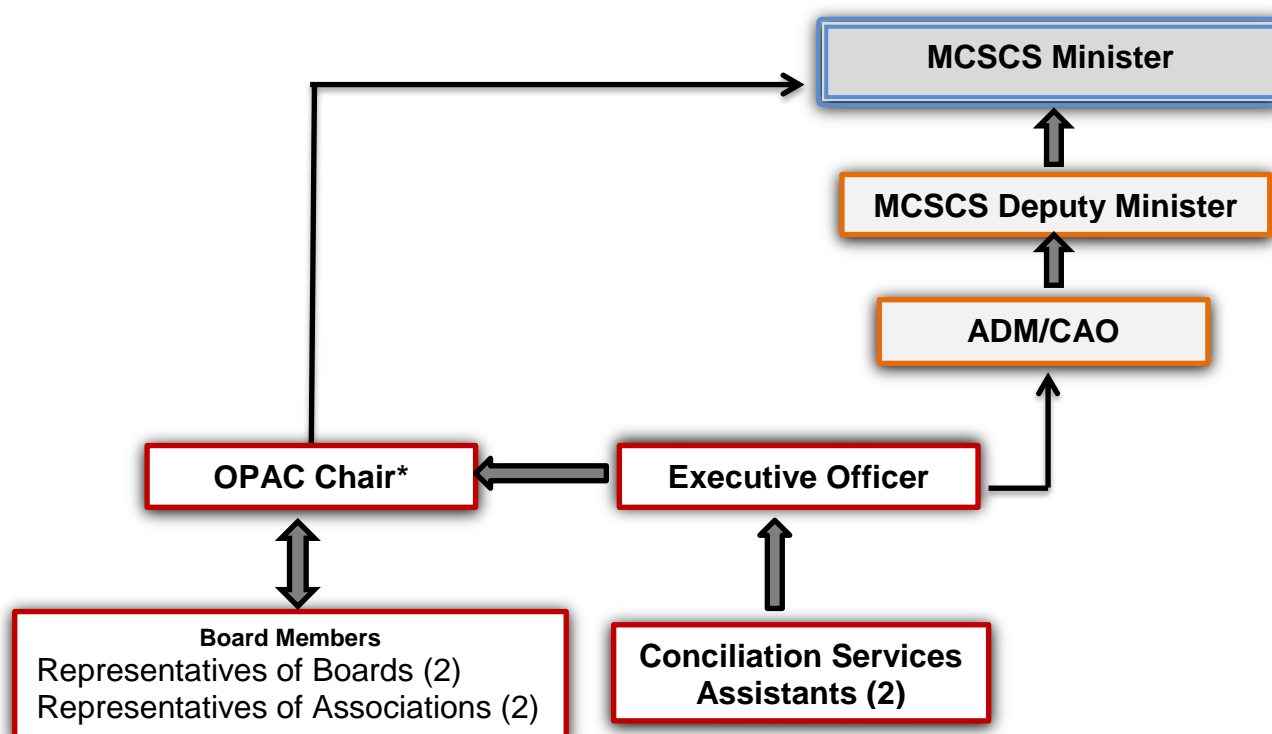 MCSCS Minister
MCSCS Deputy Minister
ADM/CAO
OPAC Chair*
Executive Officer
Board Members
Representatives of Boards (2)
Representatives of Associations (2)
Conciliation Services
Assistants (2)